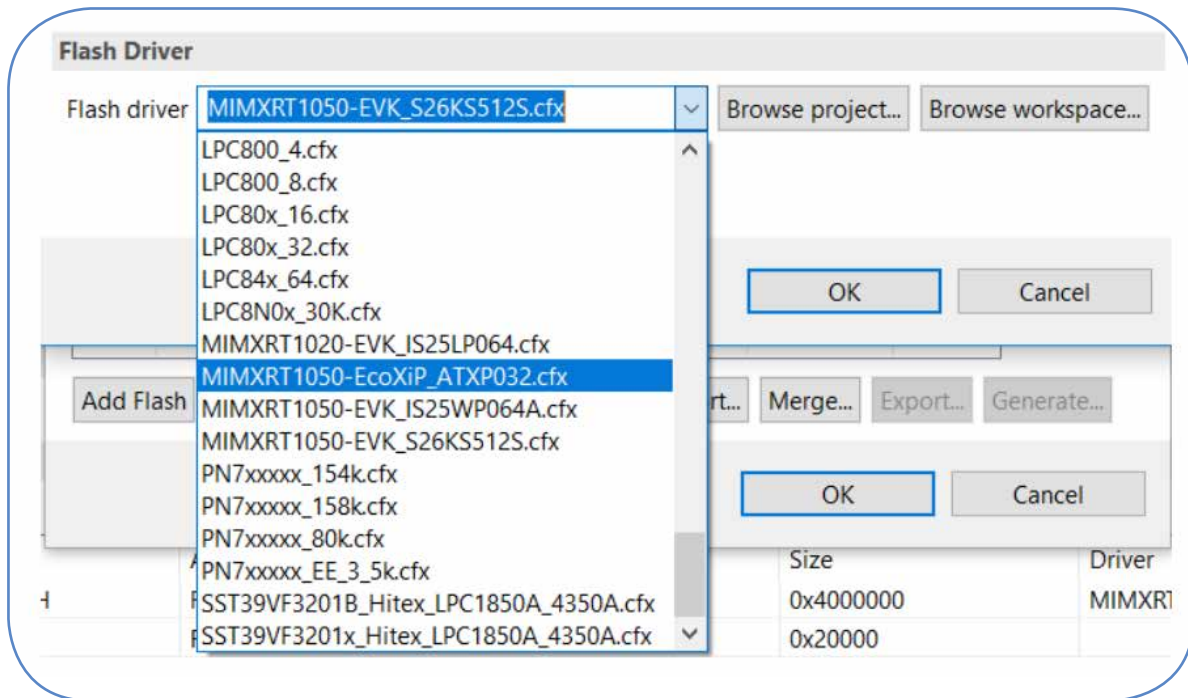 Flash Driver
Flash driver MIMXRT1050-EVK_S26KS512S.cfx Browse project... Browse workspace...
LPC800_4.cfx
LPC800_8.cfx
LPC80x_16.cfx
LPC80x_32.cfx
LPC84x_64.cfx
OK Cancel
LPC8N0x_30K.cfx
MIMXRT1020-EVK_IS25LP064.cfx
MIMXRT1050-EcoXiP_ATXP032.cfx
Add Flash MIMXRT1050-EVK_IS25WP064A.cfx rt... Merge... Export... Generate...
MIMXRT1050-EVK_S26KS512S.cfx
PN7xxxxx_154k.cfx
PN7xxxxx_158k.cfx OK Cancel
PN7xxxxx_80k.cfx
PN7xxxxx_EE_3_5k.cfx Size Driver
SST39VF3201B_Hitex_LPC1850A_4350A.cfx 0x4000000 MIMXRT
SST39VF3201x_Hitex_LPC1850A_4350A.cfx 0x20000